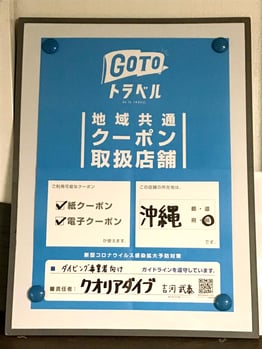 GOTO
トラベル
GO TO TRAVEL
地域共通
クーポン
取扱店舗
ご利用可能なクーポン
紙クーポン
電子クーポン
が使えます。
この店舗の所在地は、
沖縄
都・道
府・県
です。
新型コロナウイルス感染拡大予防対策
ダイビング事業者向け ガイドラインを遵守しています。
■責任者: クオリアダイブ 吉河